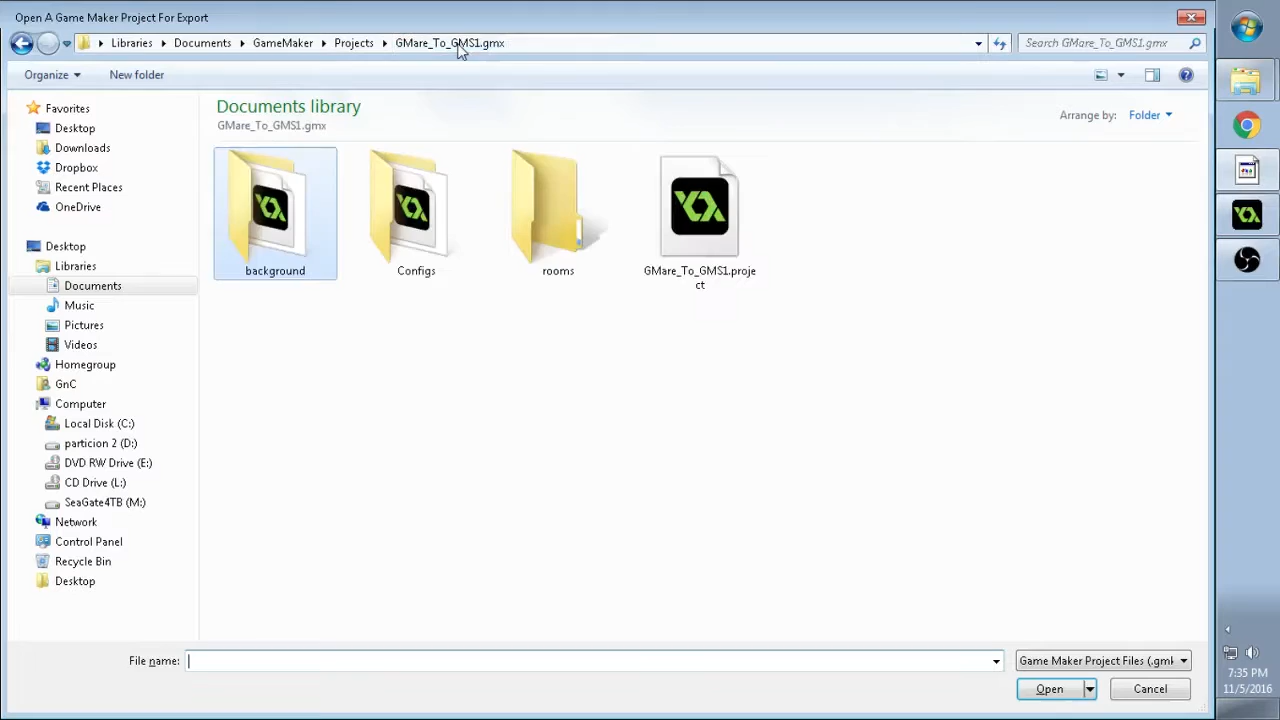 Open A Game Maker Project For Export
Libraries Documents GameMaker Projects GMare_To_GMS1.gmx
Search GMare_To_GMS1.gmx
Organize New folder
Favorites
Desktop
Downloads
Dropbox
Recent Places
OneDrive
Desktop
Libraries
Documents
Music
Pictures
Videos
Homegroup
GnC
Computer
Local Disk (C:)
particion 2 (D:)
DVD RW Drive (E:)
CD Drive (L:)
SeaGate4TB (M:)
Network
Control Panel
Recycle Bin
Desktop
Documents library
GMare_To_GMS1.gmx
Arrange by: Folder
background
Configs
rooms
GMare_To_GMS1.proje
ct
File name:
Game Maker Project Files (.gmk
Open
Cancel
7:35 PM
11/5/2016